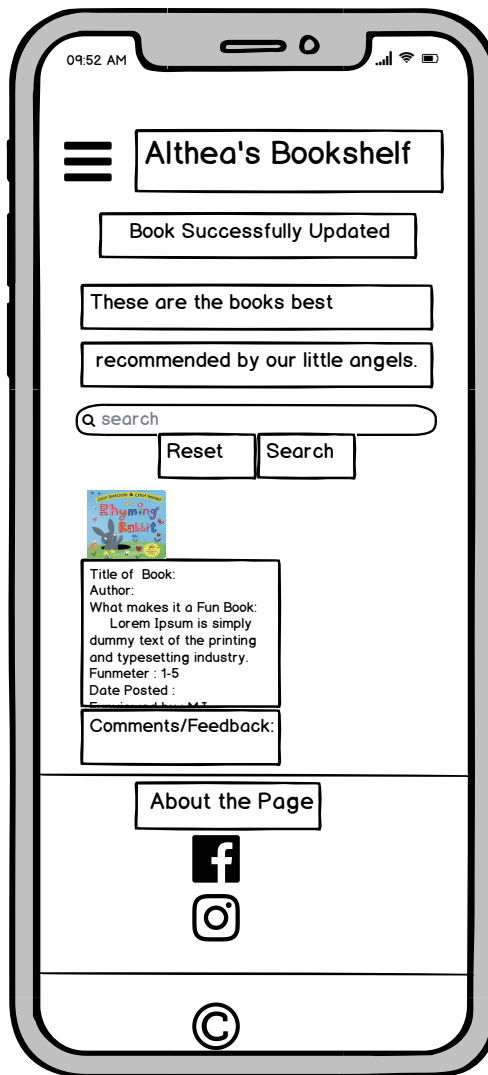 09:52 AM
Althea's Bookshelf
Book Successfully Updated
These are the books best
recommended by our little angels.
search
Reset Search
Rhyming
Rabbit
Title of Book:
Author:
What makes it a Fun Book:
Lorem Ipsum is simply
dummy text of the printing
and typesetting industry.
Funmeter : 1-5
Date Posted :
Comments/Feedback:
About the Page